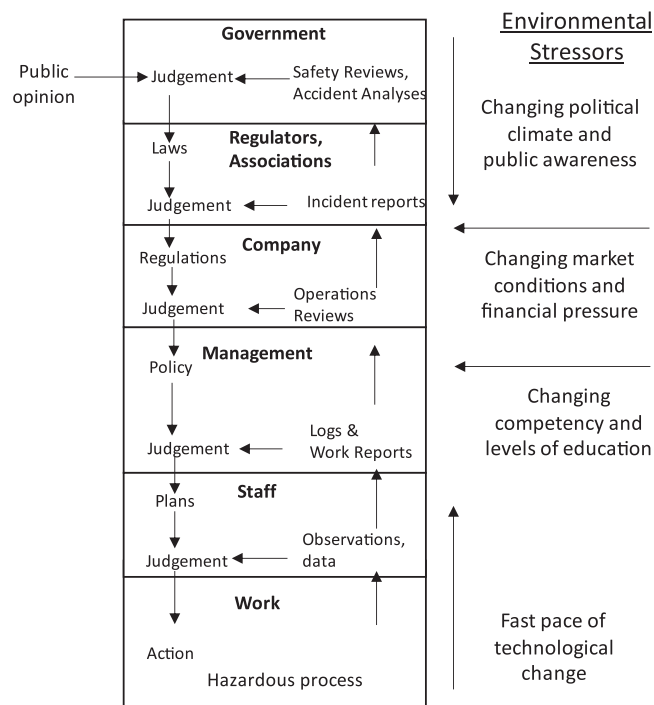 Government
Public
opinion
Judgement
Safety Reviews,
Accident Analyses
Laws
Regulators,
Associations
Judgement
Incident reports
Company
Regulations
Judgement
Operations
Reviews
Management
Policy
Judgement
Logs &
Work Reports
Staff
Plans
Judgement
Observations,
data
Work
Action
Hazardous process
Environmental
Stressors
Changing political
climate and
public awareness
Changing market
conditions and
financial pressure
Changing
competency and
levels of education
Fast pace of
technological
change